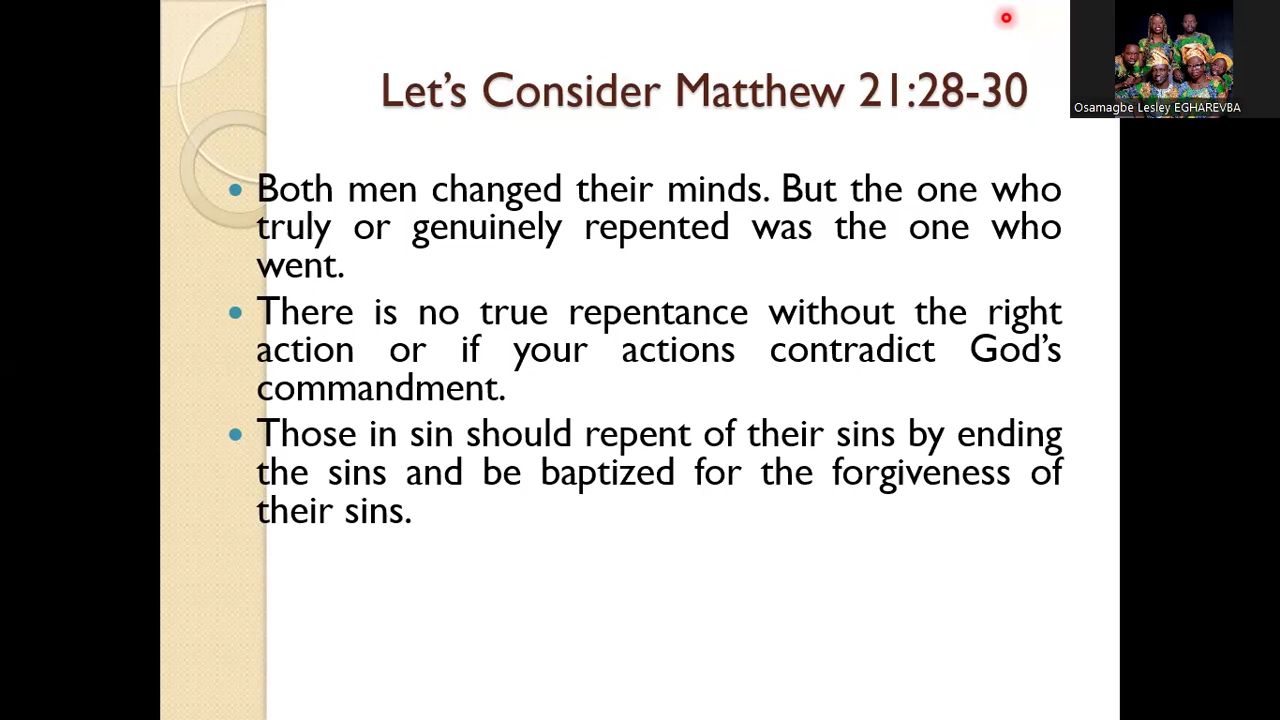 Let's Consider Matthew 21:28-30
Osamagbe Lesley EGHAREVBA
• Both men changed their minds. But the one who
truly or genuinely repented was the one who
went.
• There is no true repentance without the right
action or if your actions contradict God's
commandment.
• Those in sin should repent of their sins by ending
the sins and be baptized for the forgiveness of
their sins.